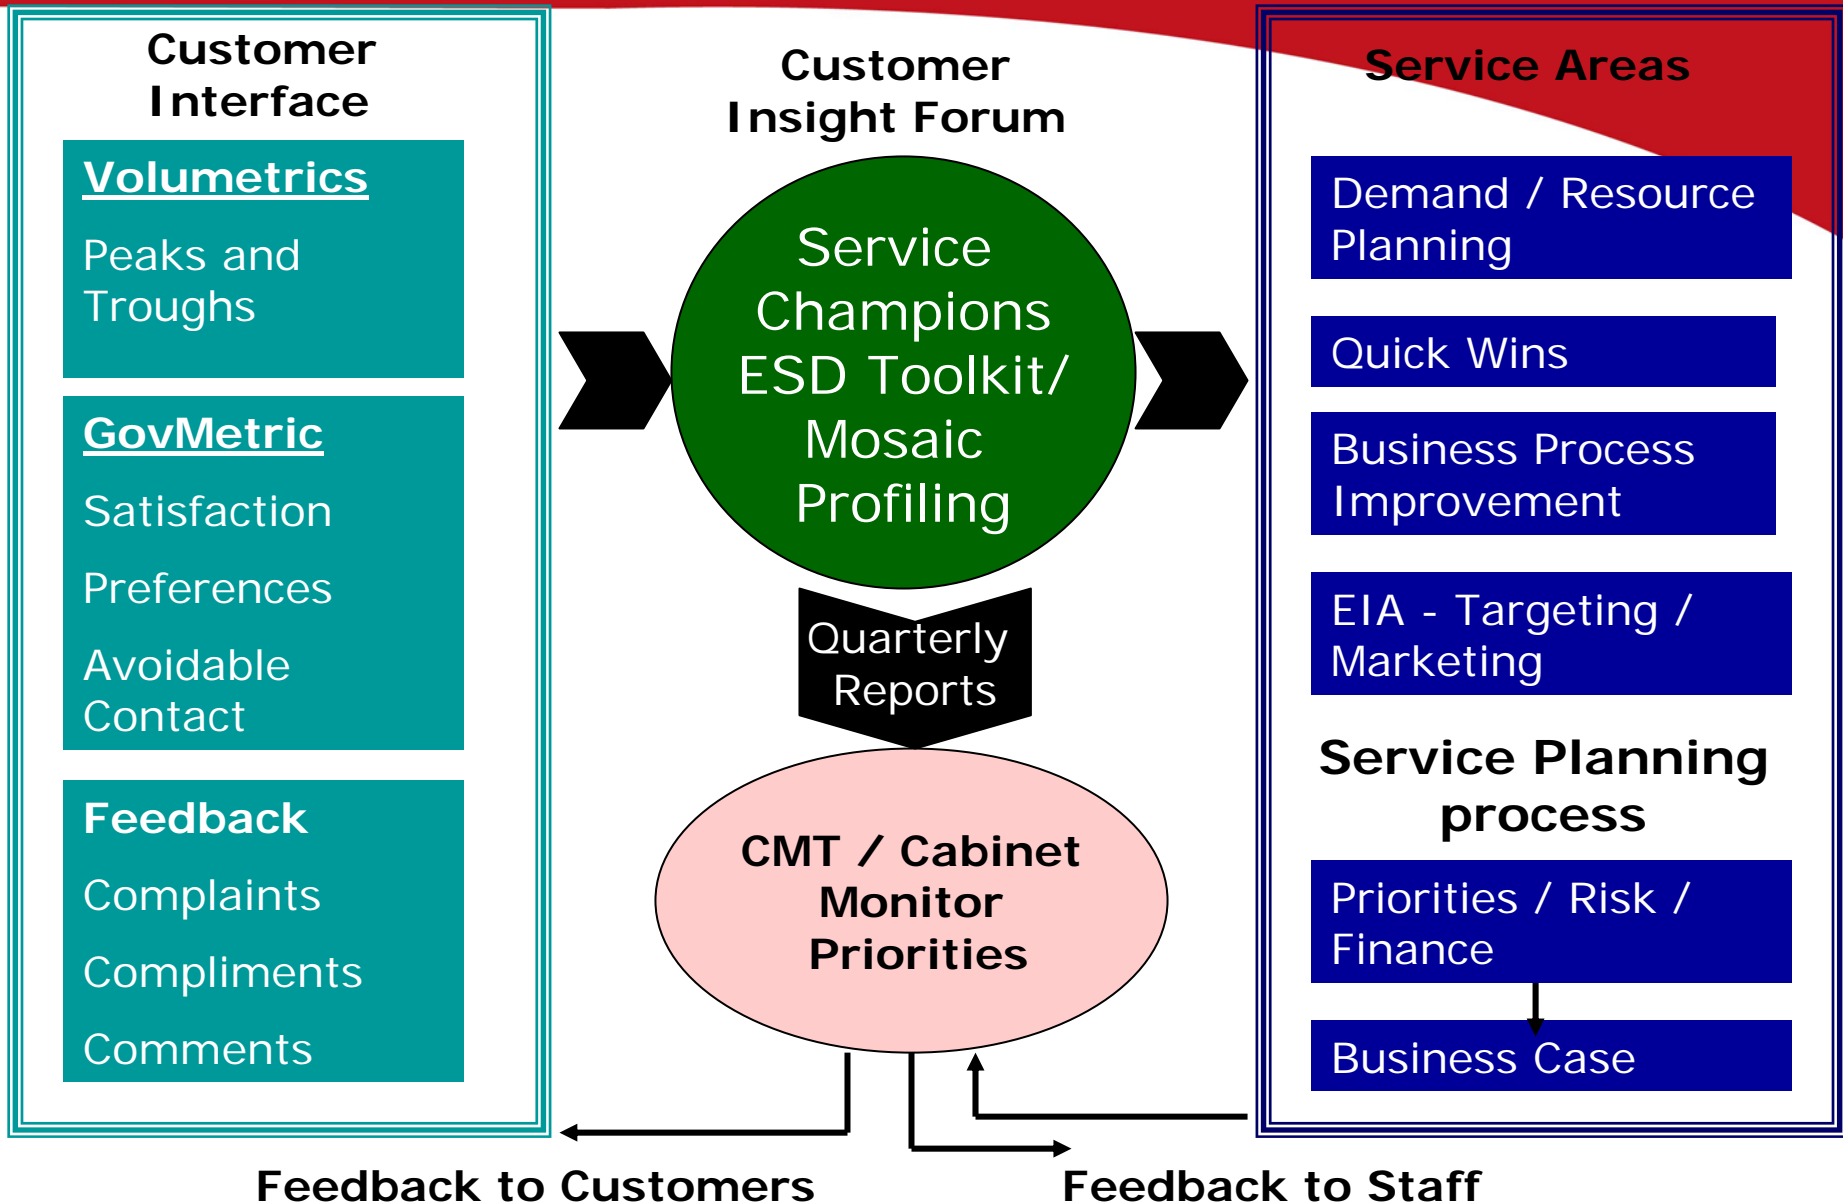 Customer
Interface
Volumetrics
Peaks and
Troughs
GovMetric
Satisfaction
Preferences
Avoidable
Contact
Feedback
Complaints
Compliments
Comments
Customer
Insight Forum
Service
Champions
ESD Toolkit/
Mosaic
Profiling
Quarterly
Reports
CMT / Cabinet
Monitor
Priorities
Service Areas
Demand / Resource
Planning
Quick Wins
Business Process
Improvement
EIA - Targeting /
Marketing
Service Planning
process
Priorities / Risk /
Finance
Business Case
Feedback to Customers
Feedback to Staff